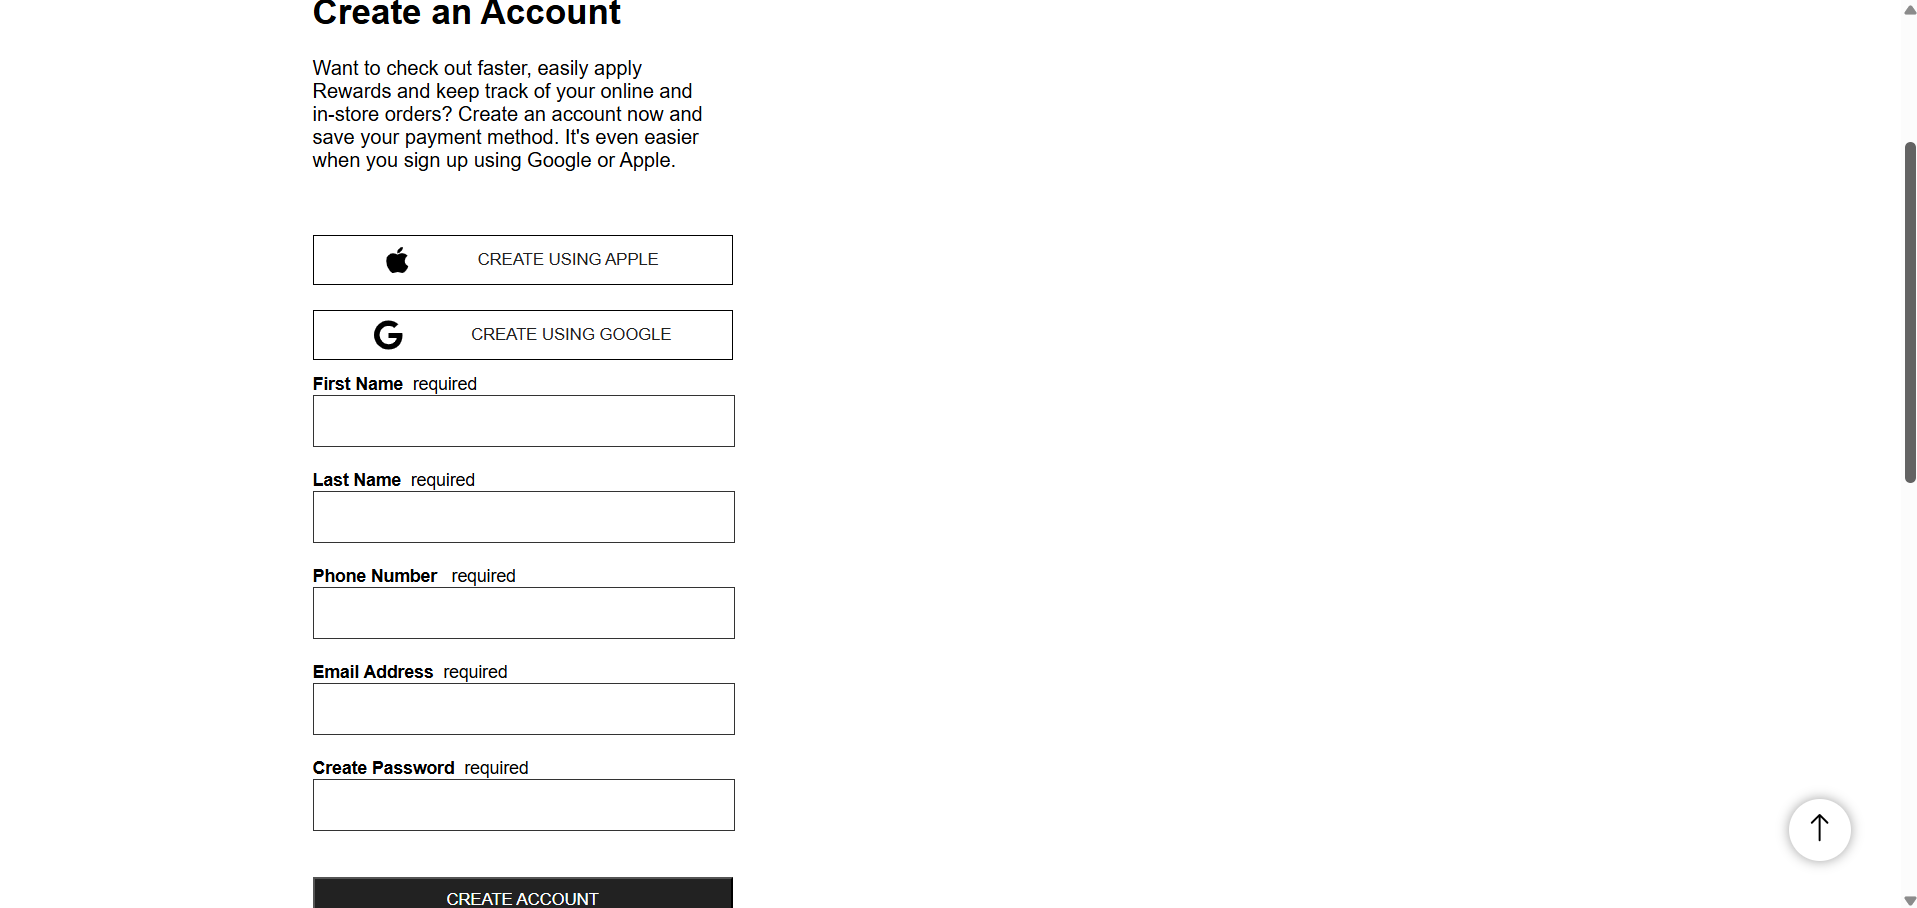 Create an Account
Want to check out faster, easily apply
Rewards and keep track of your online and
in-store orders? Create an account now and
save your payment method. It's even easier
when you sign up using Google or Apple.
CREATE USING APPLE
CREATE USING GOOGLE
First Name required
Last Name required
Phone Number required
Email Address required
Create Password required
CREATE ACCOUNT